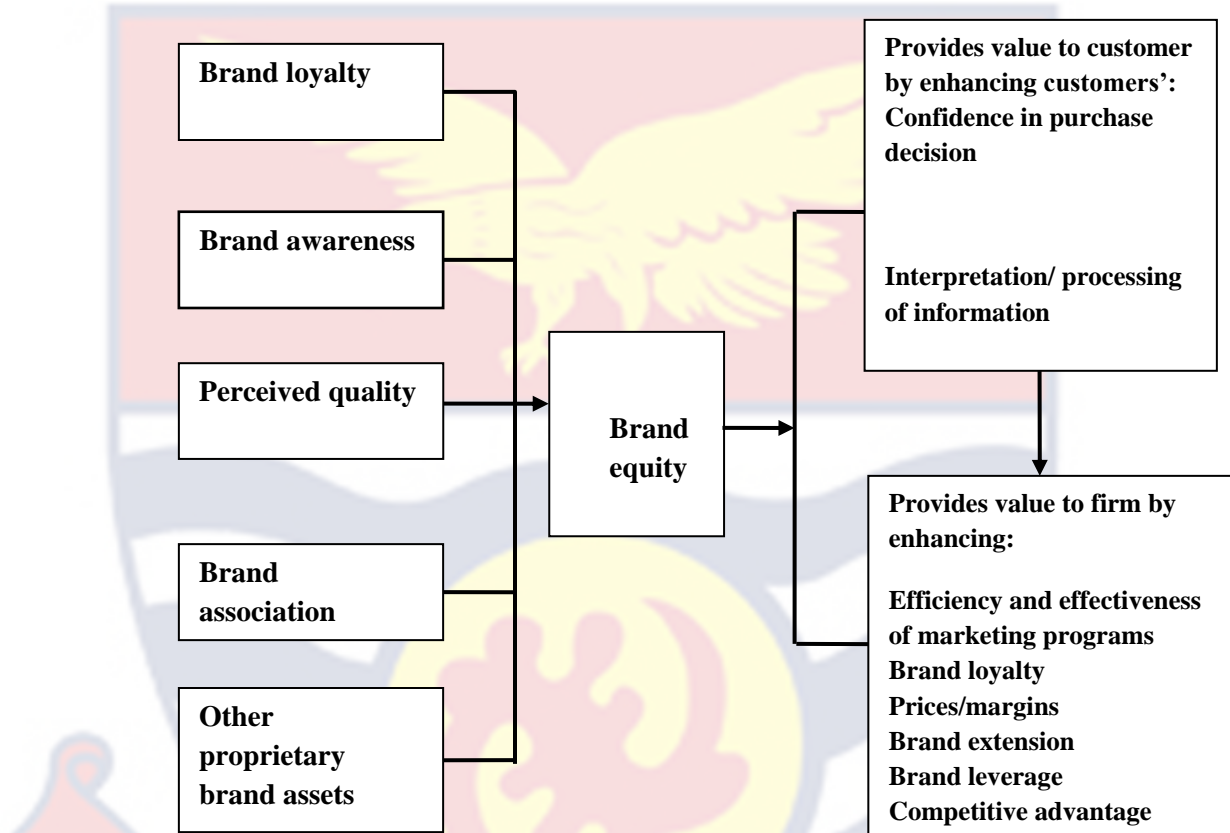 Brand loyalty
Brand awareness
Perceived quality
Brand
association
Other
proprietary
brand assets
Brand
equity
Provides value to customer
by enhancing customers’:
Confidence in purchase
decision
Interpretation/ processing
of information
Provides value to firm by
enhancing:
Efficiency and effectiveness
of marketing programs
Brand loyalty
Prices/margins
Brand extension
Brand leverage
Competitive advantage